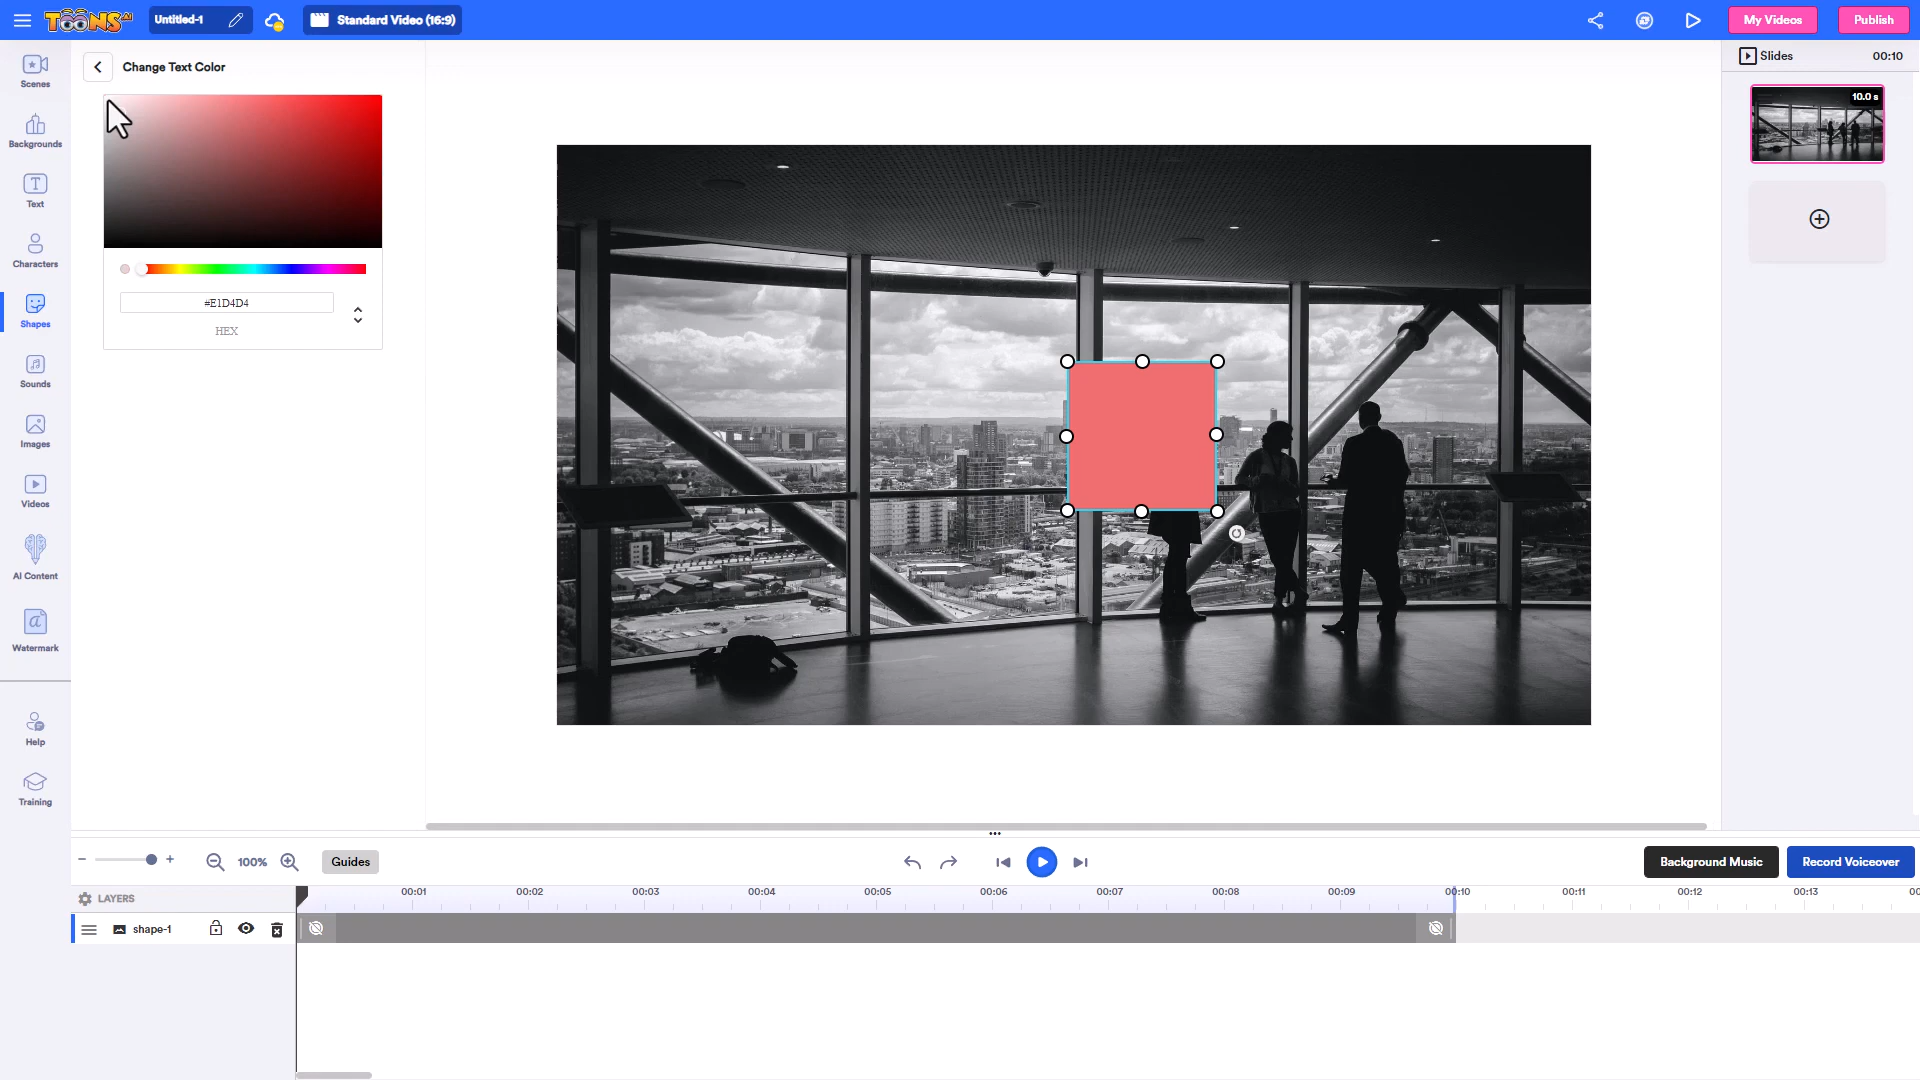 TOONS AI
Untitled-1
Standard Video (16:9)
My Videos
Publish
Scenes
Backgrounds
Text
Characters
Shapes
Sounds
Images
Videos
AI Content
Watermark
Help
Training
Change Text Color
#E1D4D4
HEX
Slides
00:10
10.0 s
100%
Guides
Background Music
Record Voiceover
LAYERS
00:01
00:02
00:03
00:04
00:05
00:06
00:07
00:08
00:09
00:10
00:11
00:12
00:13
shape-1